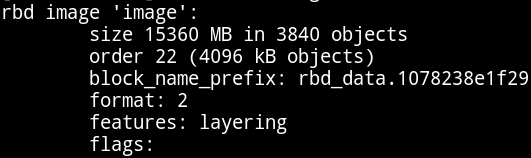 rbd image 'image':
size 15360 MB in 3840 objects
order 22 (4096 kB objects)
block_name_prefix: rbd_data.1078238e1f29
format: 2
features: layering
flags: